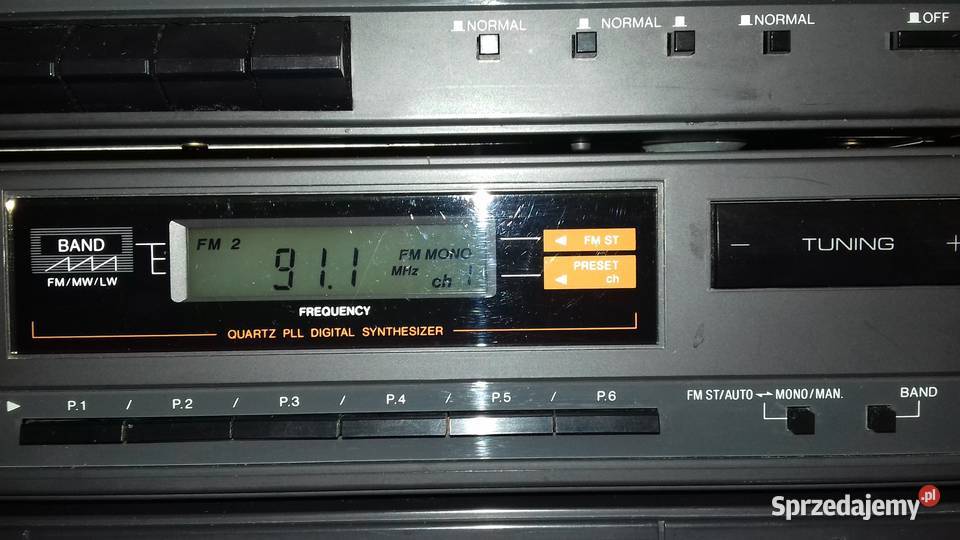 NORMAL NORMAL NORMAL OFF
BAND
FM/MW/LW
FM 2
91.1
MHz
FM MONO
ch 1
FM ST
PRESET
ch
FREQUENCY
QUARTZ PLL DIGITAL SYNTHESIZER
— TUNING +
P.1 / P.2 / P.3 / P.4 / P.5 / P.6
FM ST/AUTO MONO/MAN. BAND
Sprzedajemy.pl